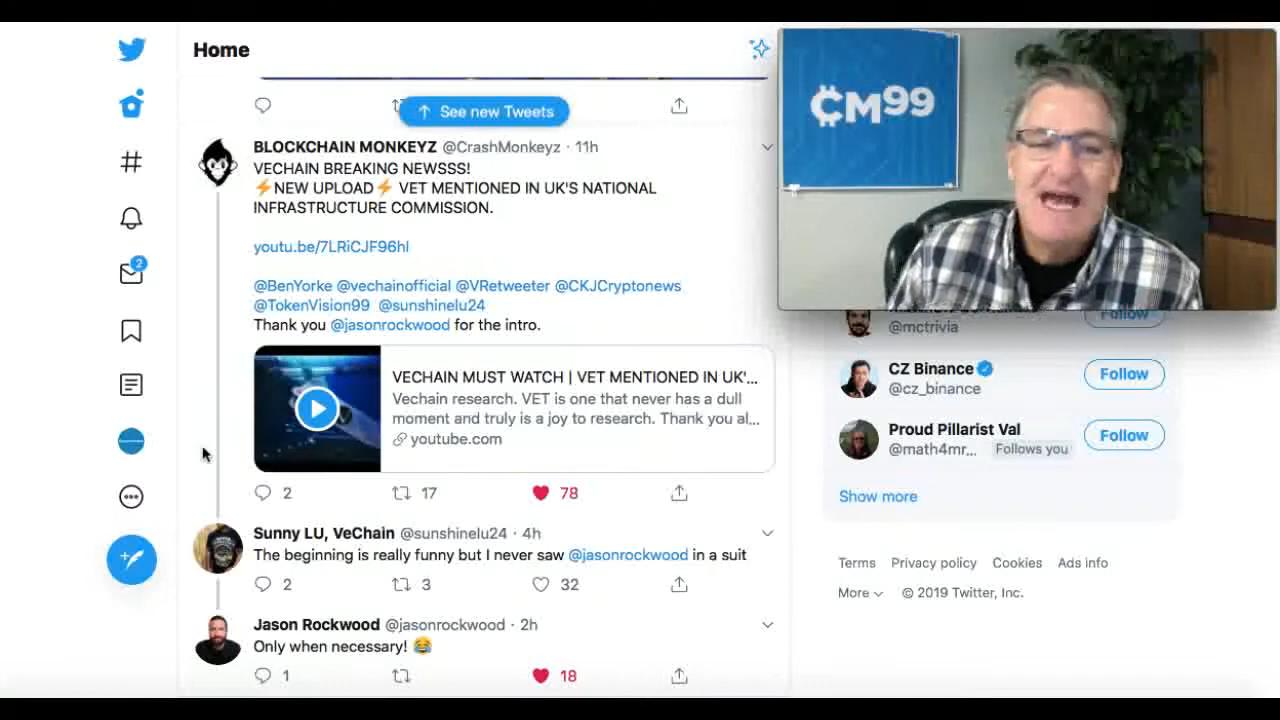 Home
See new Tweets
BLOCKCHAIN MONKEYZ @CrashMonkeyz · 11h
VECHAIN BREAKING NEWSSS!
⚡NEW UPLOAD⚡ VET MENTIONED IN UK'S NATIONAL
INFRASTRUCTURE COMMISSION.
youtu.be/7LRiCJF96hI
@BenYorke @vechainofficial @VRetweeter @CKJCryptonews
@TokenVision99 @sunshinelu24
Thank you @jasonrockwood for the intro.
VECHAIN MUST WATCH | VET MENTIONED IN UK'...
Vechain research. VET is one that never has a dull
moment and truly is a joy to research. Thank you al...
youtube.com
2 17 78
Sunny LU, VeChain @sunshinelu24 · 4h
The beginning is really funny but I never saw @jasonrockwood in a suit
2 3 32
Jason Rockwood @jasonrockwood · 2h
Only when necessary! 😂
1 18
2
CM99
Follow
@mctrivia
CZ Binance
@cz_binance
Follow
Proud Pillarist Val
@math4mr... Follows you
Follow
Show more
Terms Privacy policy Cookies Ads info
More © 2019 Twitter, Inc.